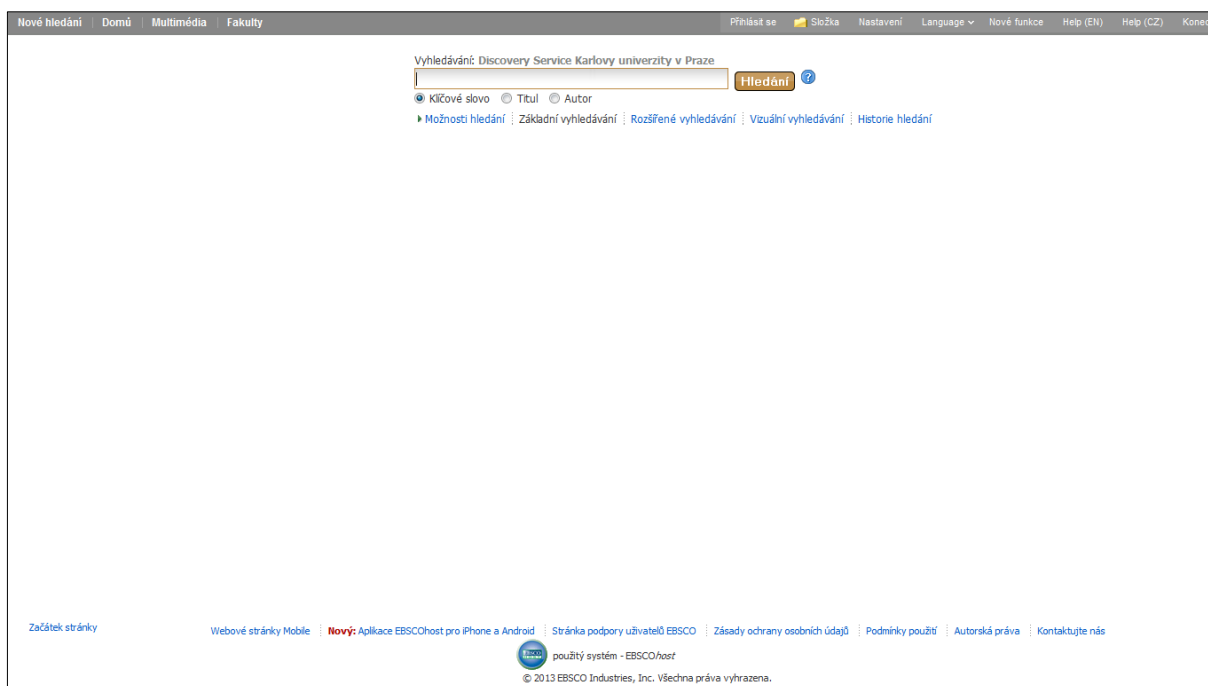 Nové hledání Domů Multimédia Fakulty Přihlásit se Složka Nastavení Language Nové funkce Help (EN) Help (CZ) Konec
Vyhledávání: Discovery Service Karlovy univerzity v Praze
Hledání ?
Klíčové slovo Titul Autor
Možnosti hledání Základní vyhledávání Rozšířené vyhledávání Vizuální vyhledávání Historie hledání
Začátek stránky
Webové stránky Mobile Nový: Aplikace EBSCOhost pro iPhone a Android Stránka podpory uživatelů EBSCO Zásady ochrany osobních údajů Podmínky použití Autorská práva Kontaktujte nás
EBSCO použitý systém - EBSCOhost
© 2013 EBSCO Industries, Inc. Všechna práva vyhrazena.